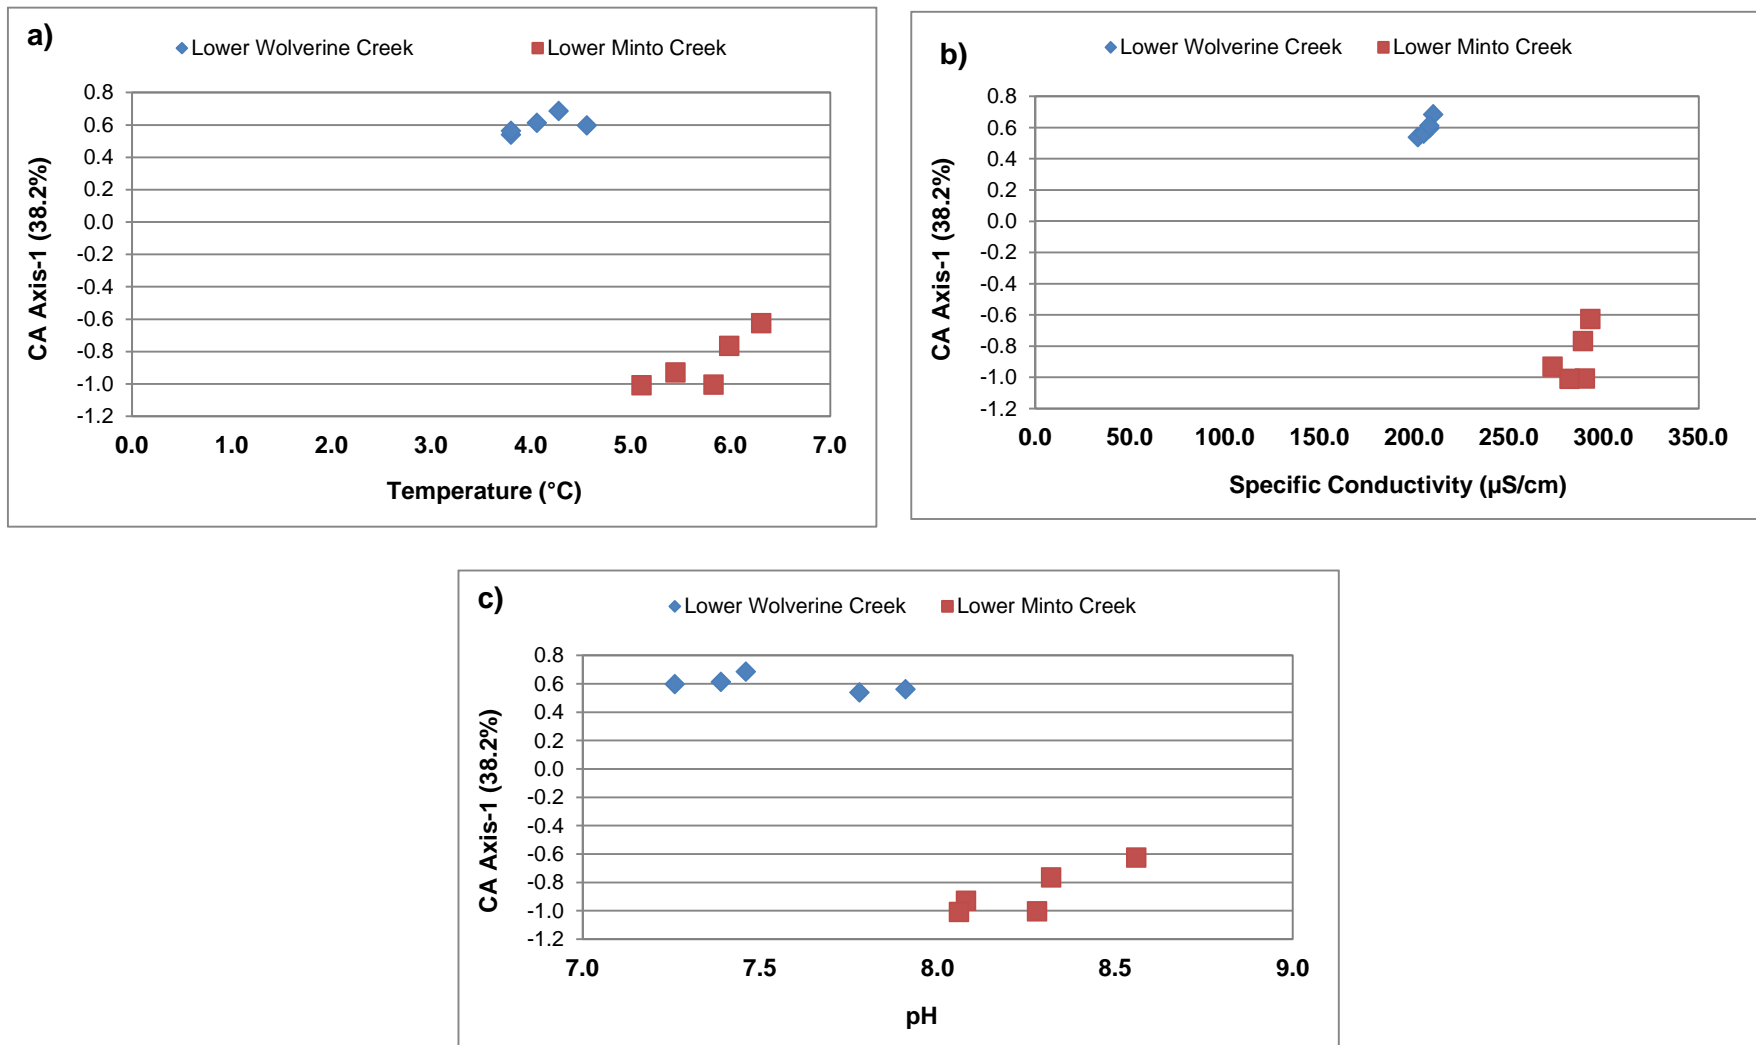 a)
Lower Wolverine Creek
Lower Minto Creek
0.8
0.6
0.4
0.2
0.0
-0.2
-0.4
-0.6
-0.8
-1.0
-1.2
CA Axis-1 (38.2%)
0.0 1.0 2.0 3.0 4.0 5.0 6.0 7.0
Temperature (°C)
b)
Lower Wolverine Creek
Lower Minto Creek
0.8
0.6
0.4
0.2
0.0
-0.2
-0.4
-0.6
-0.8
-1.0
-1.2
CA Axis-1 (38.2%)
0.0 50.0 100.0 150.0 200.0 250.0 300.0 350.0
Specific Conductivity (µS/cm)
c)
Lower Wolverine Creek
Lower Minto Creek
0.8
0.6
0.4
0.2
0.0
-0.2
-0.4
-0.6
-0.8
-1.0
-1.2
CA Axis-1 (38.2%)
7.0 7.5 8.0 8.5 9.0
pH